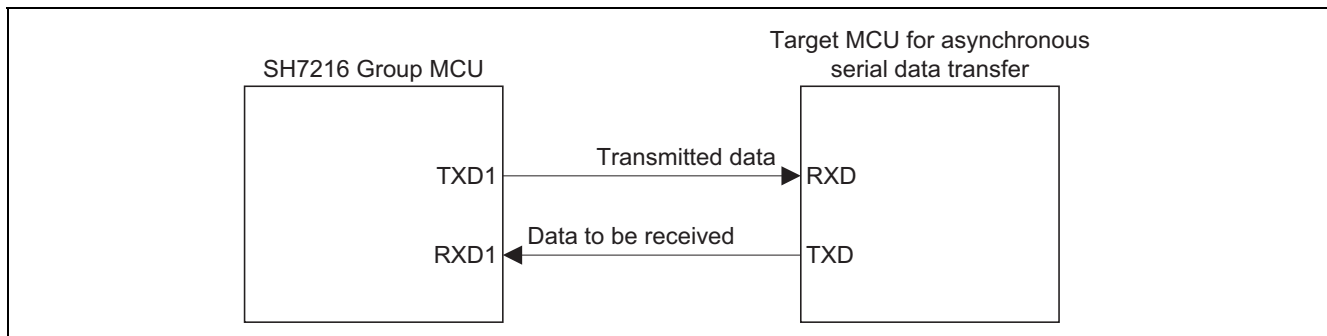 Target MCU for asynchronous
serial data transfer
SH7216 Group MCU
Transmitted data
TXD1
RXD
Data to be received
RXD1
TXD